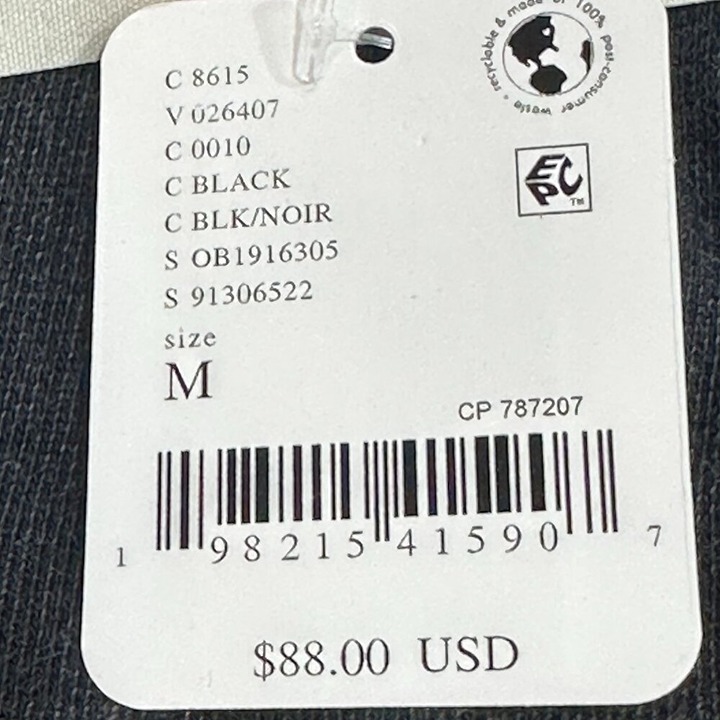 recyclable & made of 100% post-consumer waste •
C 8615
V 026407
C 0010
C BLACK
C BLK/NOIR
S OB1916305
S 91306522
EPC™
size
M
CP 787207
1 98215 41590 7
$88.00 USD